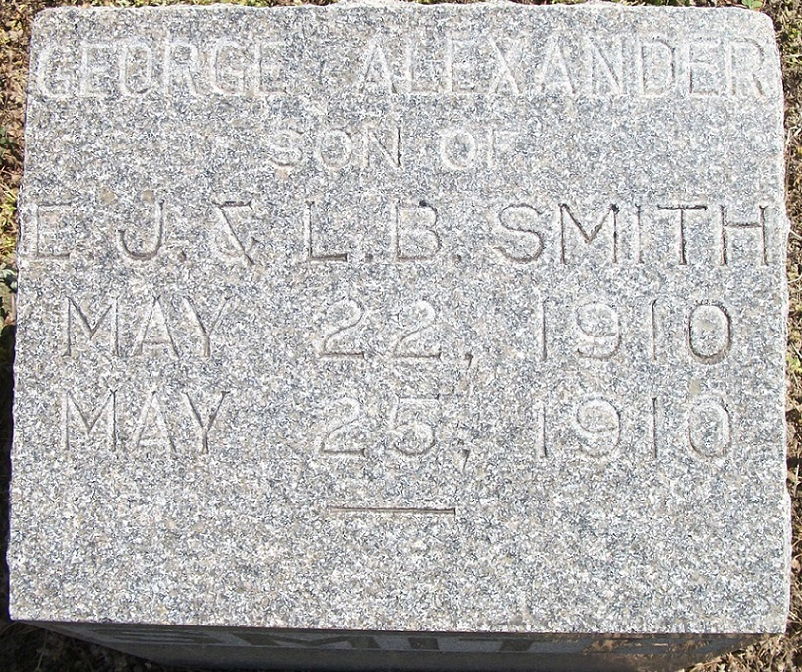 GEORGE ALEXANDER
SON OF
E. J. & L. B. SMITH
MAY 22, 1910
MAY 25, 1910